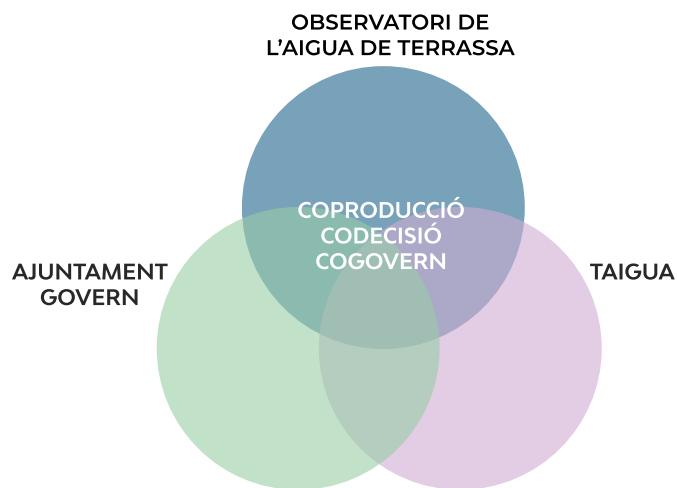 OBSERVATORI DE
L'AIGUA DE TERRASSA
COPRODUCCIÓ
CODECISIÓ
COGOVERN
AJUNTAMENT
GOVERN
TAIGUA